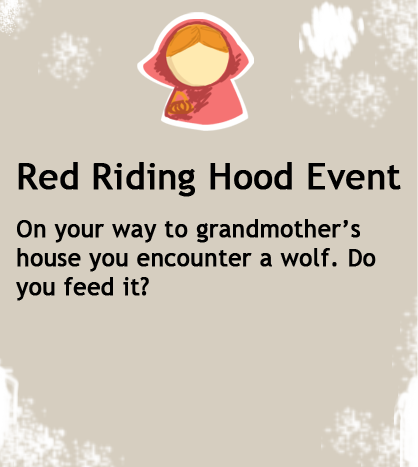 Red Riding Hood Event
On your way to grandmother’s
house you encounter a wolf. Do
you feed it?